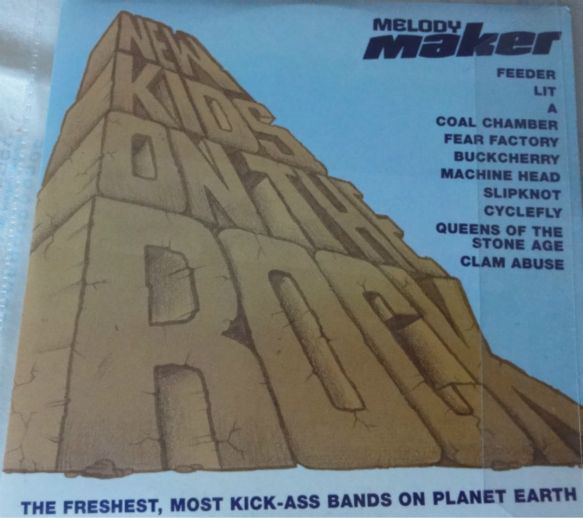 MELODY
maker
NEW
KIDS
ON THE
ROCK
FEEDER
LIT
A
COAL CHAMBER
FEAR FACTORY
BUCKCHERRY
MACHINE HEAD
SLIPKNOT
CYCLEFLY
QUEENS OF THE
STONE AGE
CLAM ABUSE
THE FRESHEST, MOST KICK-ASS BANDS ON PLANET EARTH